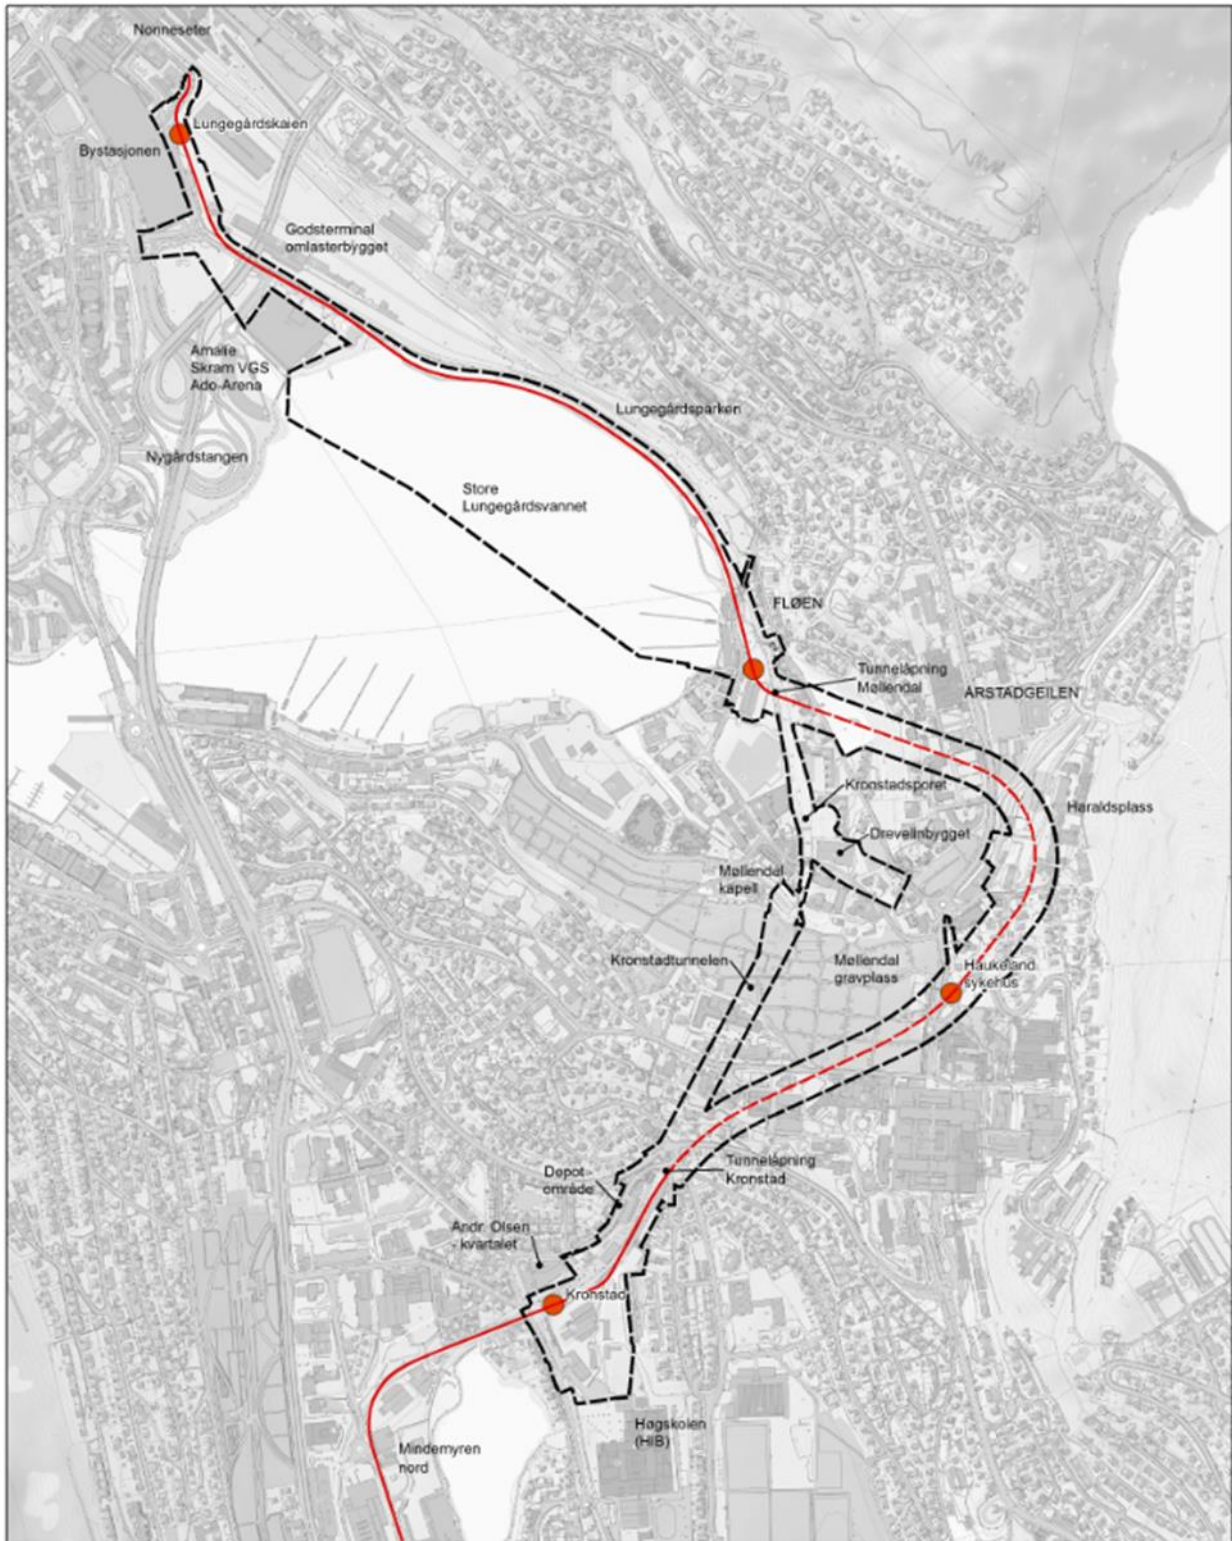 Nonneseter
Lungegårdskaien
Bystasjonen
Godsterminal
omlasterbygget
Amalie
Skram VGS
Ado-Arena
Lungegårdsparken
Nygårdstangen
Store
Lungegårdsvannet
FLØEN
Tunnelåpning
Møllendal
ÅRSTADGEILEN
Kronstadsporet
Haraldsplass
Drevelinbygget
Møllendal
kapell
Kronstadtunnelen
Møllendal
gravplass
Haukeland
sykehus
Tunnelåpning
Kronstad
Depot-
område
Andr. Olsen
- kvartalet
Kronstad
Høgskolen
(HIB)
Mindemyren
nord